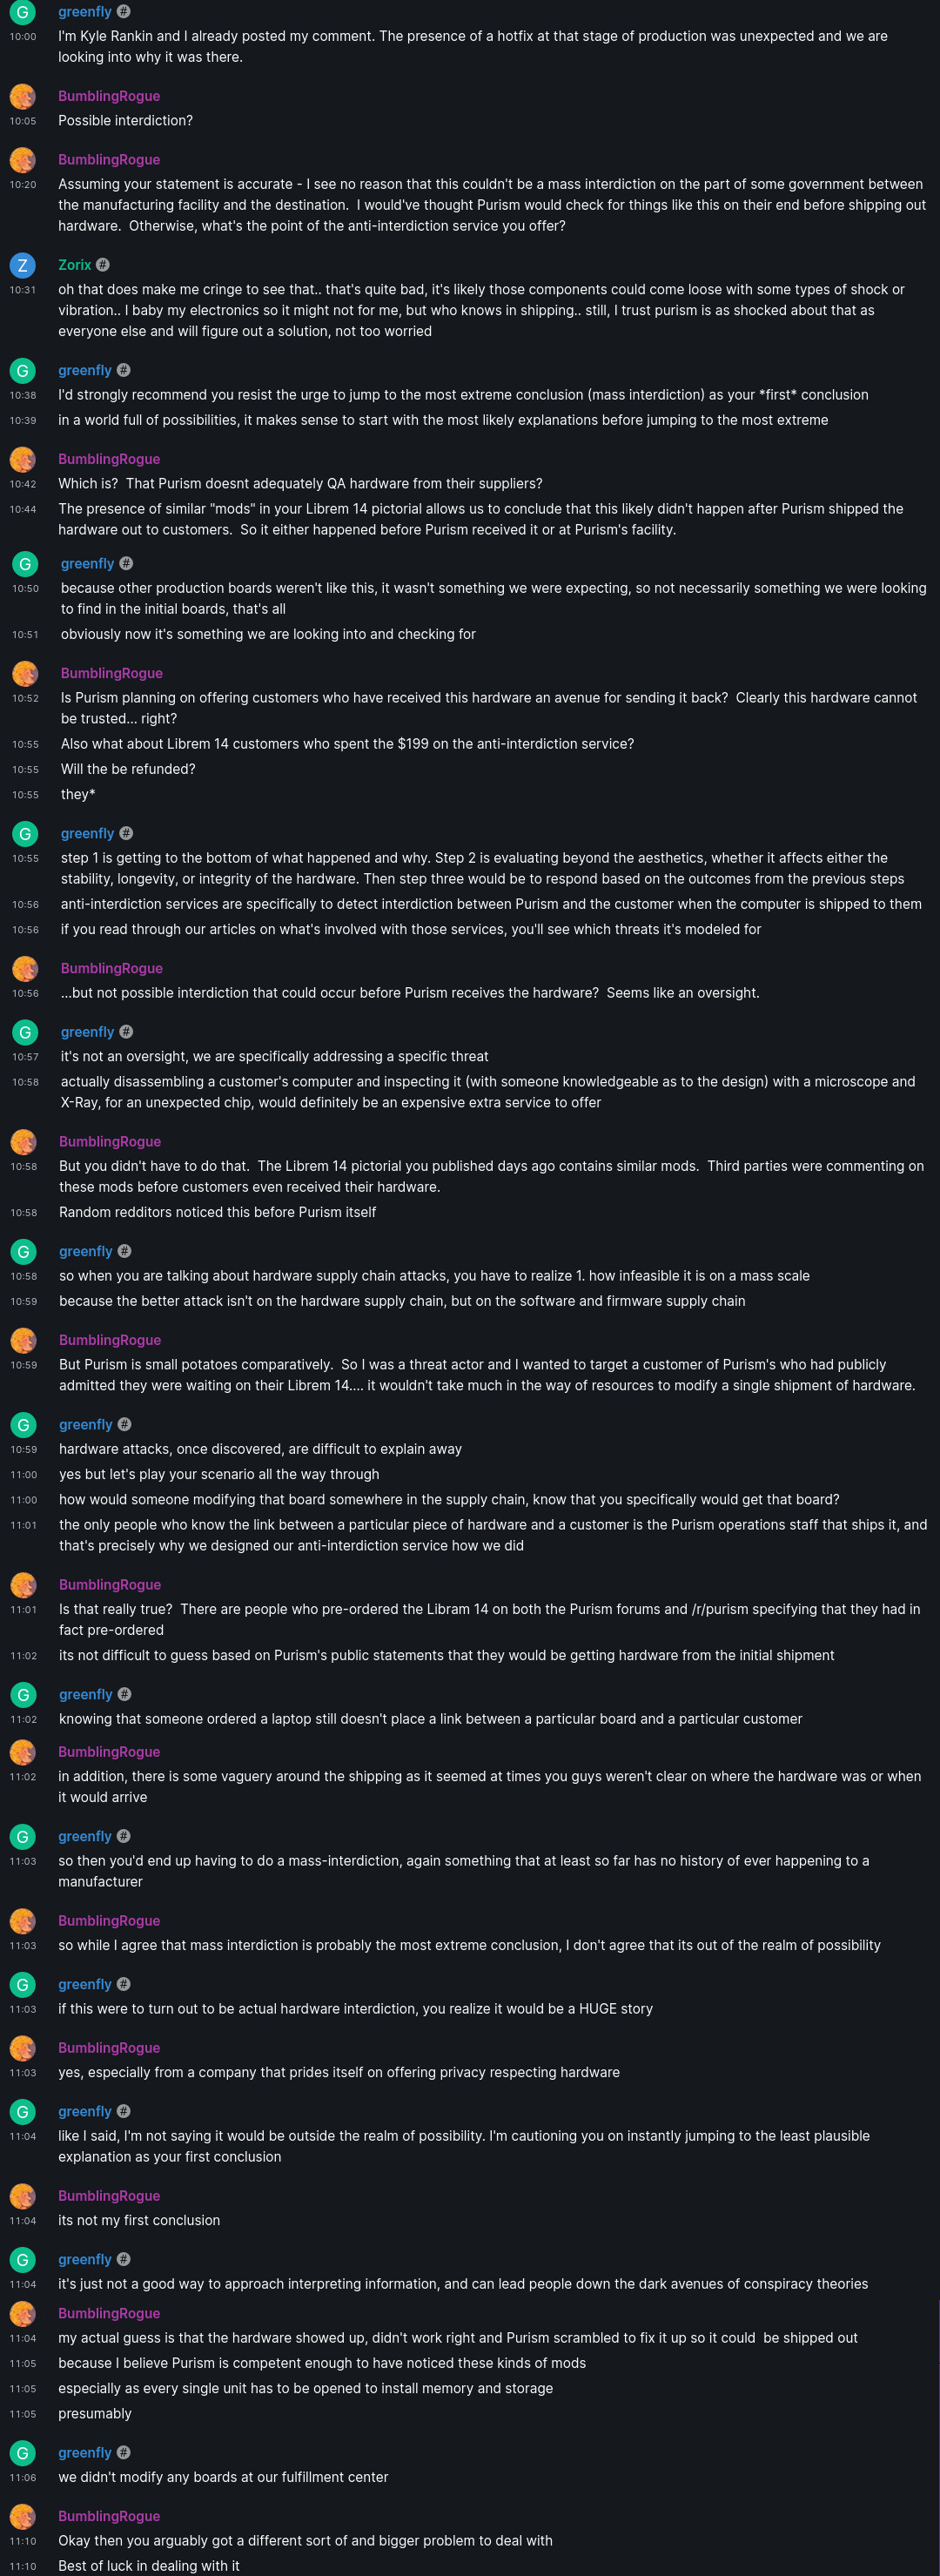 G greenfly #
10:00 I'm Kyle Rankin and I already posted my comment. The presence of a hotfix at that stage of production was unexpected and we are
looking into why it was there.
BumblingRogue
10:05 Possible interdiction?
BumblingRogue
10:20 Assuming your statement is accurate - I see no reason that this couldn't be a mass interdiction on the part of some government between
the manufacturing facility and the destination.  I would've thought Purism would check for things like this on their end before shipping out
hardware.  Otherwise, what's the point of the anti-interdiction service you offer?
Z Zorix #
10:31 oh that does make me cringe to see that.. that's quite bad, it's likely those components could come loose with some types of shock or
vibration.. I baby my electronics so it might not for me, but who knows in shipping.. still, I trust purism is as shocked about that as
everyone else and will figure out a solution, not too worried
G greenfly #
10:38 I'd strongly recommend you resist the urge to jump to the most extreme conclusion (mass interdiction) as your *first* conclusion
10:39 in a world full of possibilities, it makes sense to start with the most likely explanations before jumping to the most extreme
BumblingRogue
10:42 Which is?  That Purism doesnt adequately QA hardware from their suppliers?
10:44 The presence of similar "mods" in your Librem 14 pictorial allows us to conclude that this likely didn't happen after Purism shipped the
hardware out to customers.  So it either happened before Purism received it or at Purism's facility.
G greenfly #
10:50 because other production boards weren't like this, it wasn't something we were expecting, so not necessarily something we were looking
to find in the initial boards, that's all
10:51 obviously now it's something we are looking into and checking for
BumblingRogue
10:52 Is Purism planning on offering customers who have received this hardware an avenue for sending it back?  Clearly this hardware cannot
be trusted... right?
10:55 Also what about Librem 14 customers who spent the $199 on the anti-interdiction service?
10:55 Will the be refunded?
10:55 they*
G greenfly #
10:55 step 1 is getting to the bottom of what happened and why. Step 2 is evaluating beyond the aesthetics, whether it affects either the
stability, longevity, or integrity of the hardware. Then step three would be to respond based on the outcomes from the previous steps
10:56 anti-interdiction services are specifically to detect interdiction between Purism and the customer when the computer is shipped to them
10:56 if you read through our articles on what's involved with those services, you'll see which threats it's modeled for
BumblingRogue
10:56 ...but not possible interdiction that could occur before Purism receives the hardware?  Seems like an oversight.
G greenfly #
10:57 it's not an oversight, we are specifically addressing a specific threat
10:58 actually disassembling a customer's computer and inspecting it (with someone knowledgeable as to the design) with a microscope and
X-Ray, for an unexpected chip, would definitely be an expensive extra service to offer
BumblingRogue
10:58 But you didn't have to do that.  The Librem 14 pictorial you published days ago contains similar mods.  Third parties were commenting on
these mods before customers even received their hardware.
10:58 Random redditors noticed this before Purism itself
G greenfly #
10:58 so when you are talking about hardware supply chain attacks, you have to realize 1. how infeasible it is on a mass scale
10:59 because the better attack isn't on the hardware supply chain, but on the software and firmware supply chain
BumblingRogue
10:59 But Purism is small potatoes comparatively.  So I was a threat actor and I wanted to target a customer of Purism's who had publicly
admitted they were waiting on their Librem 14.... it wouldn't take much in the way of resources to modify a single shipment of hardware.
G greenfly #
10:59 hardware attacks, once discovered, are difficult to explain away
11:00 yes but let's play your scenario all the way through
11:00 how would someone modifying that board somewhere in the supply chain, know that you specifically would get that board?
11:01 the only people who know the link between a particular piece of hardware and a customer is the Purism operations staff that ships it, and
that's precisely why we designed our anti-interdiction service how we did
BumblingRogue
11:01 Is that really true?  There are people who pre-ordered the Libram 14 on both the Purism forums and /r/purism specifying that they had in
fact pre-ordered
11:02 its not difficult to guess based on Purism's public statements that they would be getting hardware from the initial shipment
G greenfly #
11:02 knowing that someone ordered a laptop still doesn't place a link between a particular board and a particular customer
BumblingRogue
11:02 in addition, there is some vaguery around the shipping as it seemed at times you guys weren't clear on where the hardware was or when
it would arrive
G greenfly #
11:03 so then you'd end up having to do a mass-interdiction, again something that at least so far has no history of ever happening to a
manufacturer
BumblingRogue
11:03 so while I agree that mass interdiction is probably the most extreme conclusion, I don't agree that its out of the realm of possibility
G greenfly #
11:03 if this were to turn out to be actual hardware interdiction, you realize it would be a HUGE story
BumblingRogue
11:03 yes, especially from a company that prides itself on offering privacy respecting hardware
G greenfly #
11:04 like I said, I'm not saying it would be outside the realm of possibility. I'm cautioning you on instantly jumping to the least plausible
explanation as your first conclusion
BumblingRogue
11:04 its not my first conclusion
G greenfly #
11:04 it's just not a good way to approach interpreting information, and can lead people down the dark avenues of conspiracy theories
BumblingRogue
11:04 my actual guess is that the hardware showed up, didn't work right and Purism scrambled to fix it up so it could  be shipped out
11:05 because I believe Purism is competent enough to have noticed these kinds of mods
11:05 especially as every single unit has to be opened to install memory and storage
11:05 presumably
G greenfly #
11:06 we didn't modify any boards at our fulfillment center
BumblingRogue
11:10 Okay then you arguably got a different sort of and bigger problem to deal with
11:10 Best of luck in dealing with it